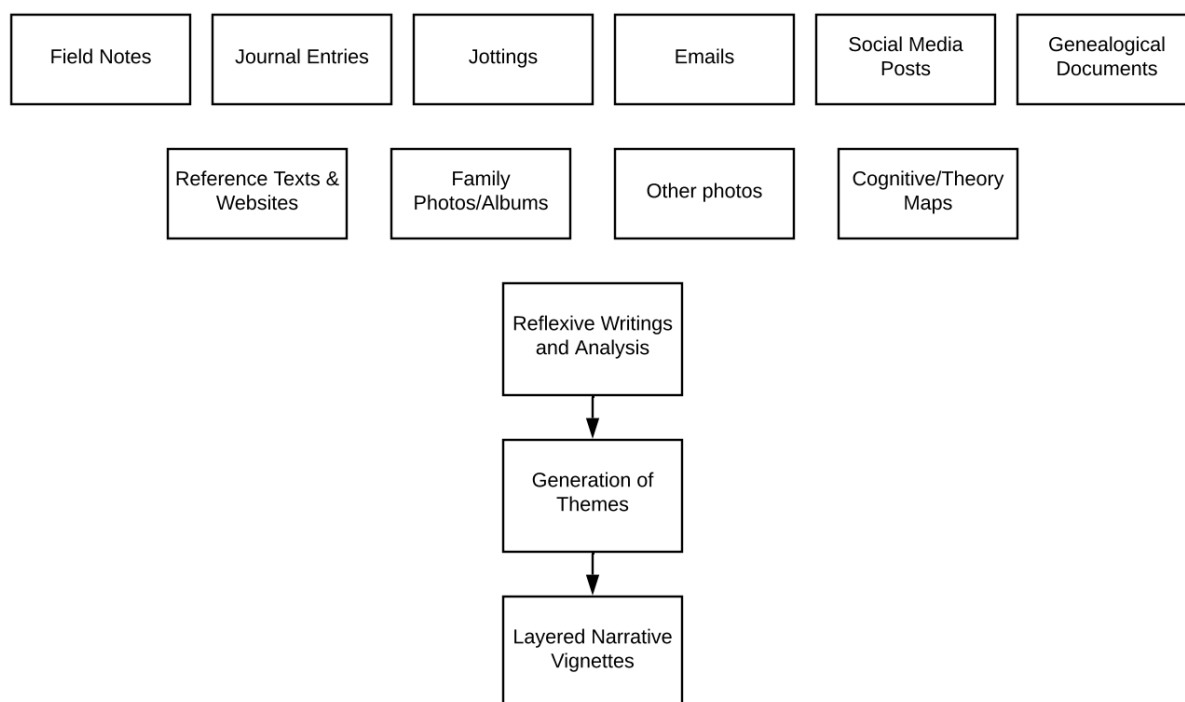 Field Notes
Journal Entries
Jottings
Emails
Social Media
Posts
Genealogical
Documents
Reference Texts &
Websites
Family
Photos/Albums
Other photos
Cognitive/Theory
Maps
Reflexive Writings
and Analysis
Generation of
Themes
Layered Narrative
Vignettes